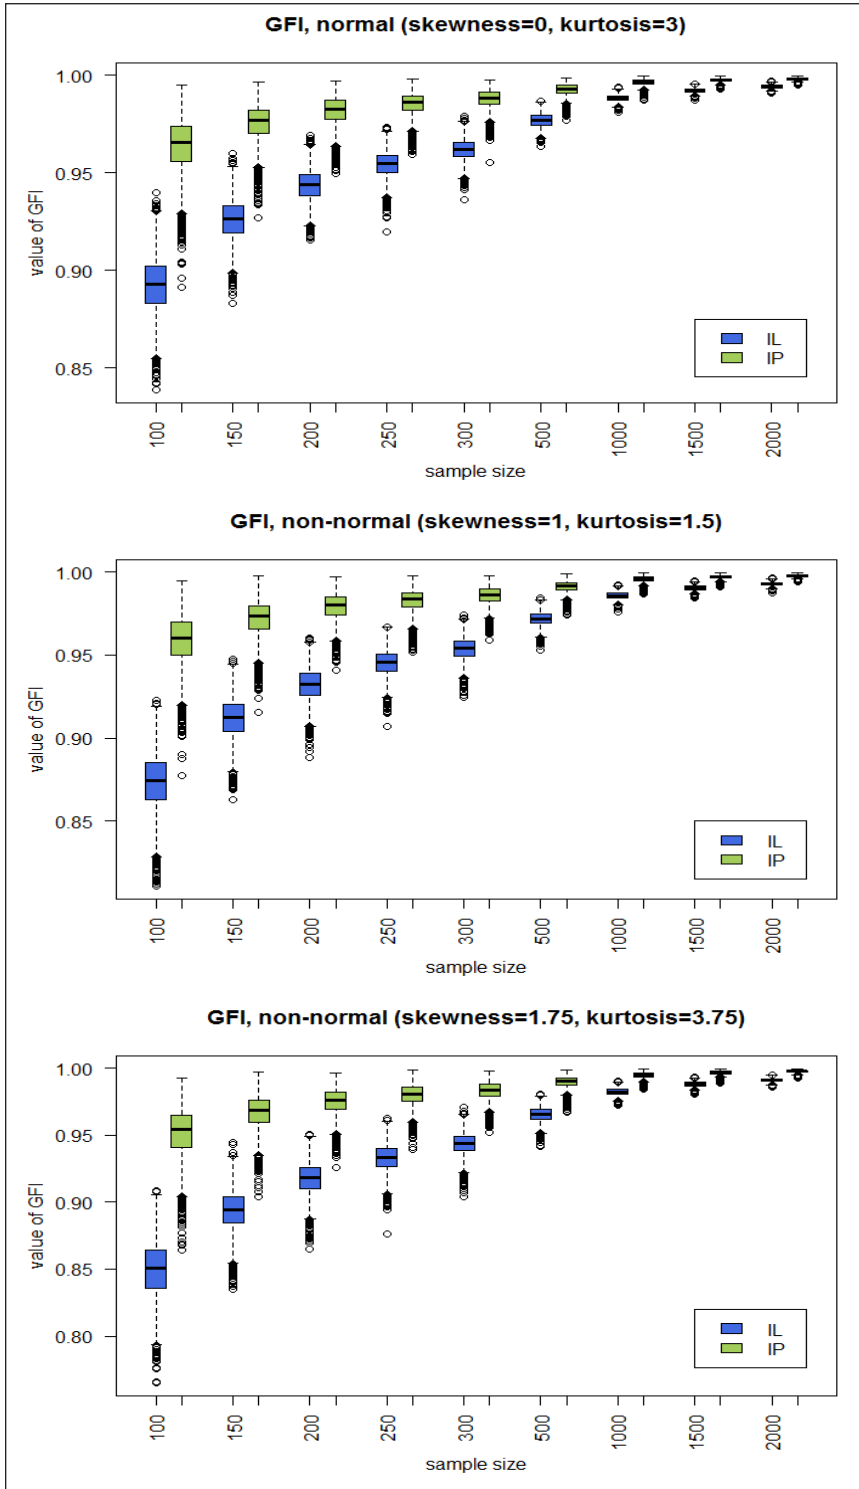 GFI, normal (skewness=0, kurtosis=3)
value of GFI
1.00
0.95
0.90
0.85
IL
IP
100 150 200 250 300 500 1000 1500 2000
sample size
GFI, non-normal (skewness=1, kurtosis=1.5)
value of GFI
1.00
0.95
0.90
0.85
IL
IP
100 150 200 250 300 500 1000 1500 2000
sample size
GFI, non-normal (skewness=1.75, kurtosis=3.75)
value of GFI
1.00
0.95
0.90
0.85
0.80
IL
IP
100 150 200 250 300 500 1000 1500 2000
sample size